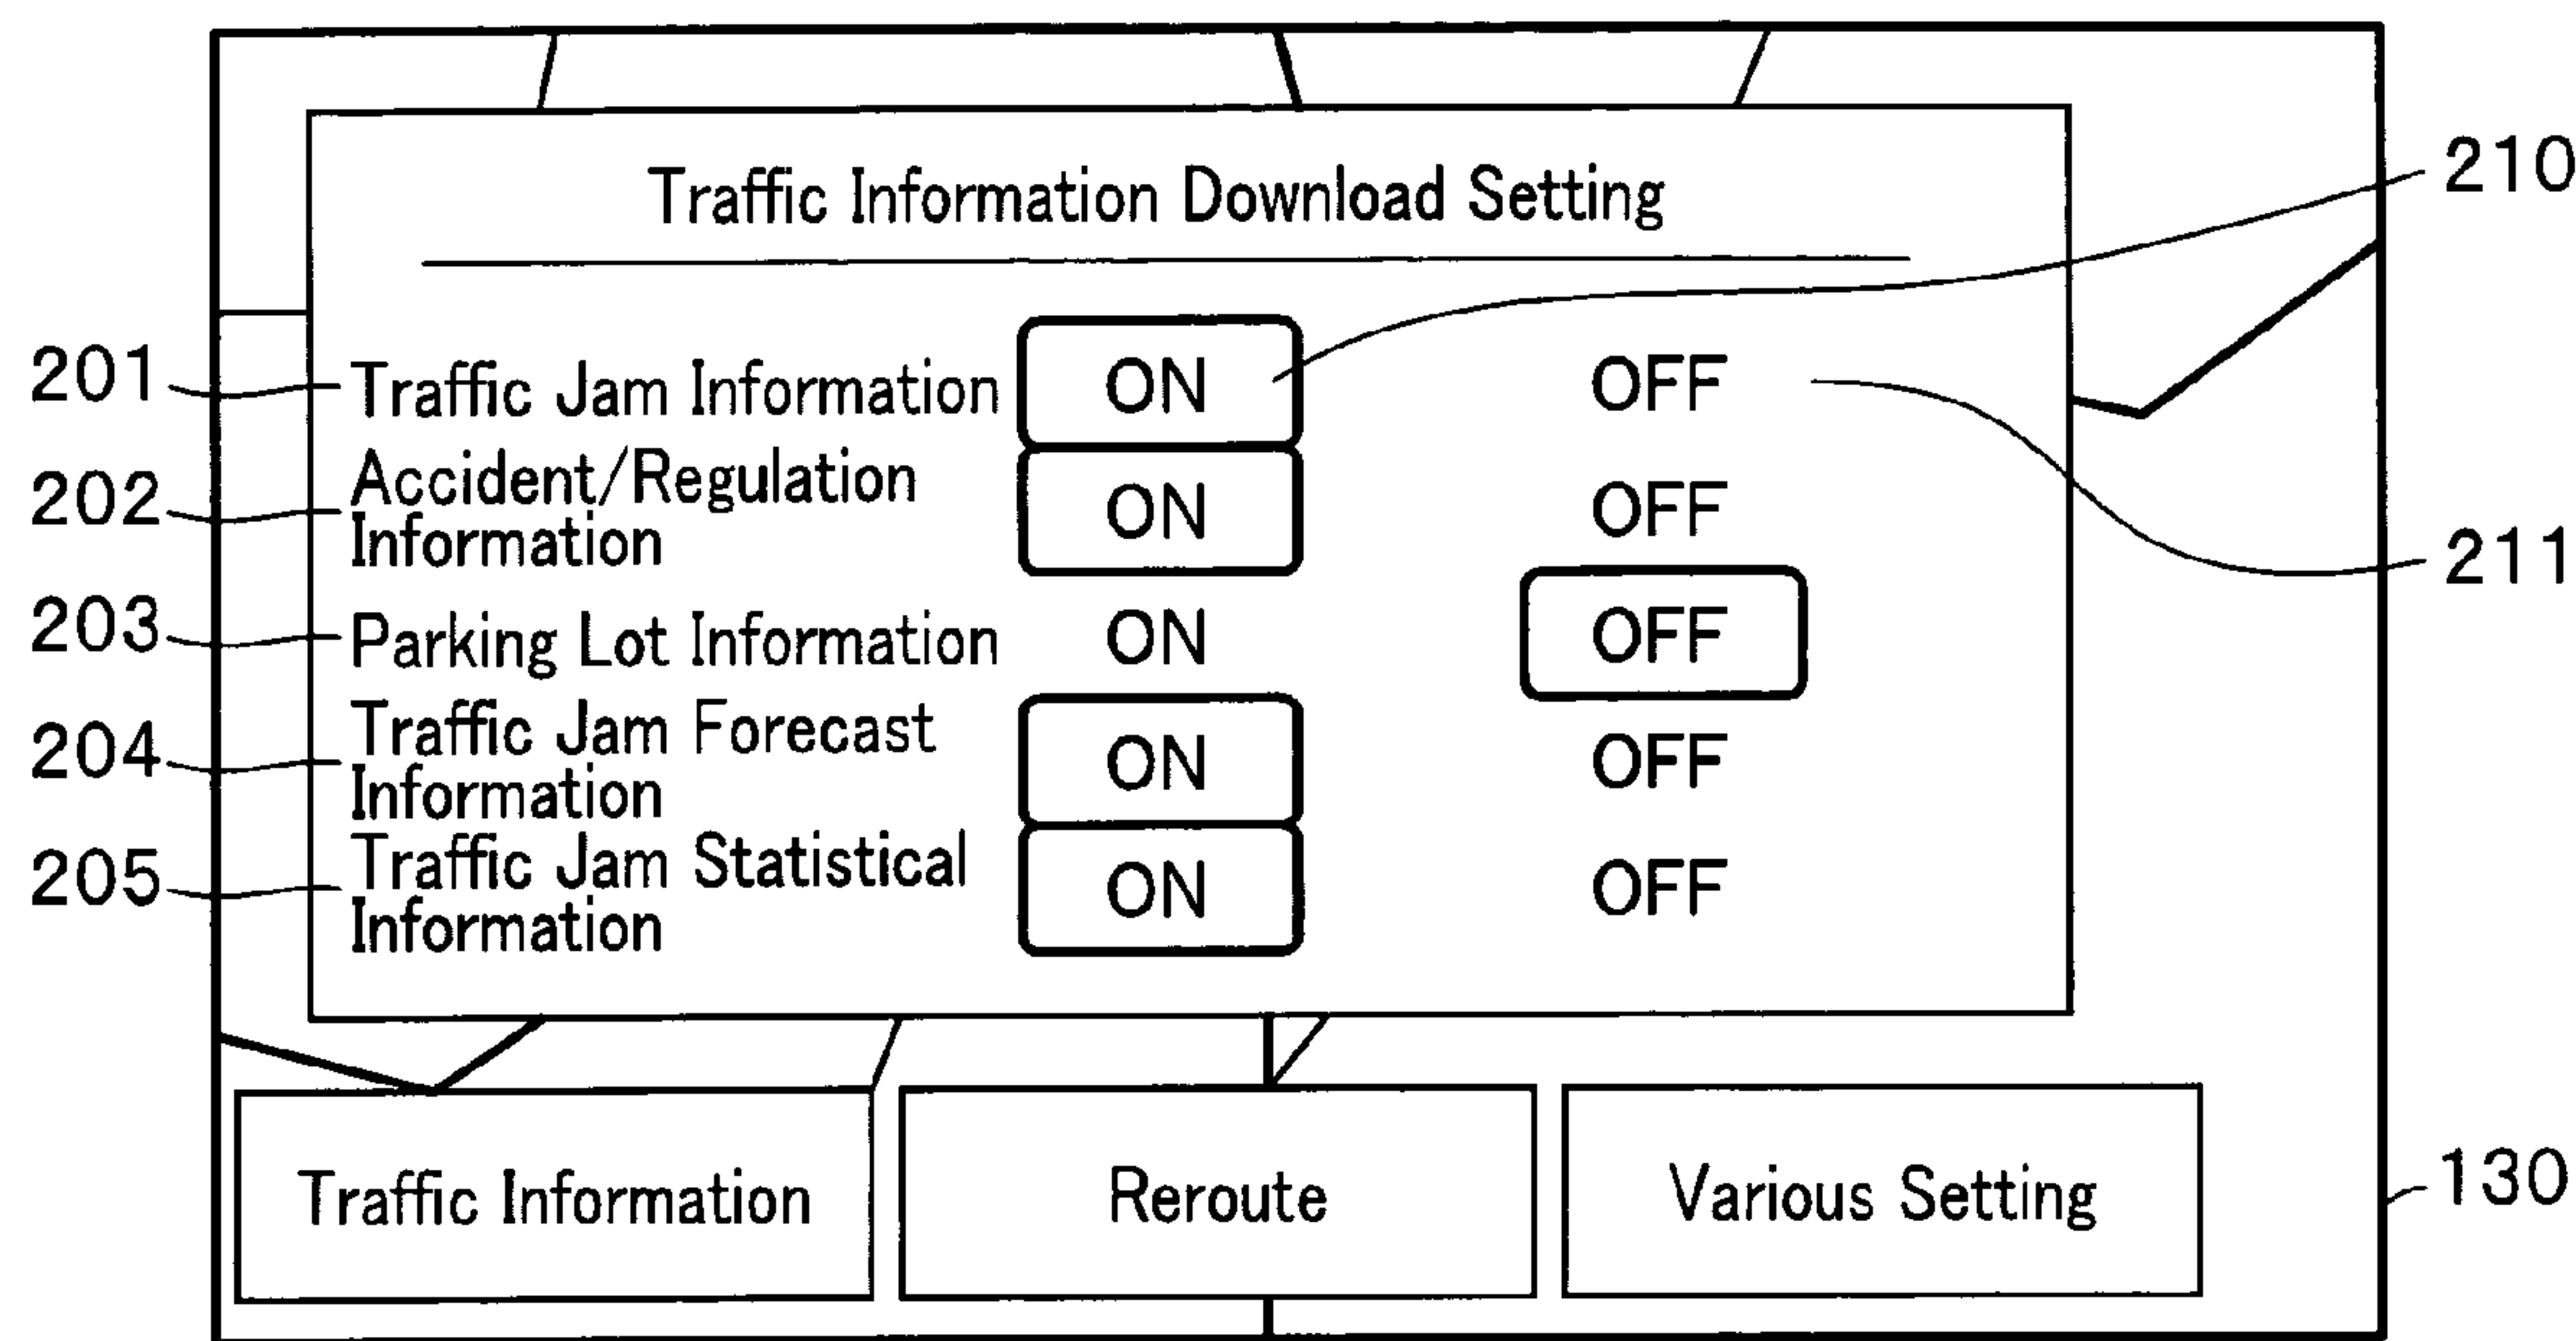 Traffic Information Download Setting
210
201 Traffic Jam Information ON OFF
202 Accident/Regulation Information ON OFF
211
203 Parking Lot Information ON OFF
204 Traffic Jam Forecast Information ON OFF
205 Traffic Jam Statistical Information ON OFF
Traffic Information Reroute Various Setting 130